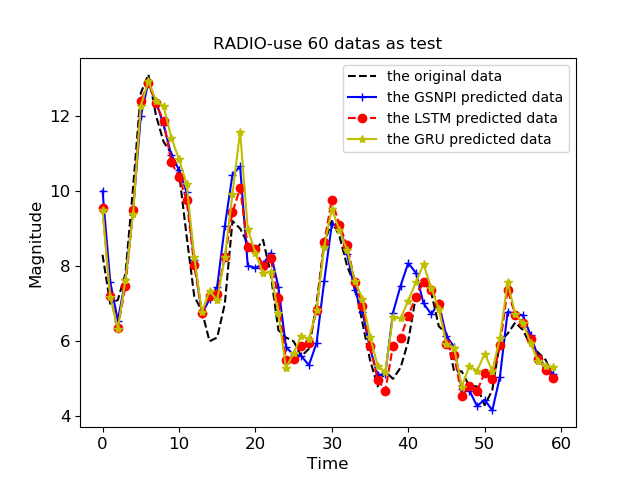 RADIO-use 60 datas as test
the original data
the GSNPI predicted data
the LSTM predicted data
the GRU predicted data
Magnitude
12
10
8
6
4
0 10 20 30 40 50 60
Time